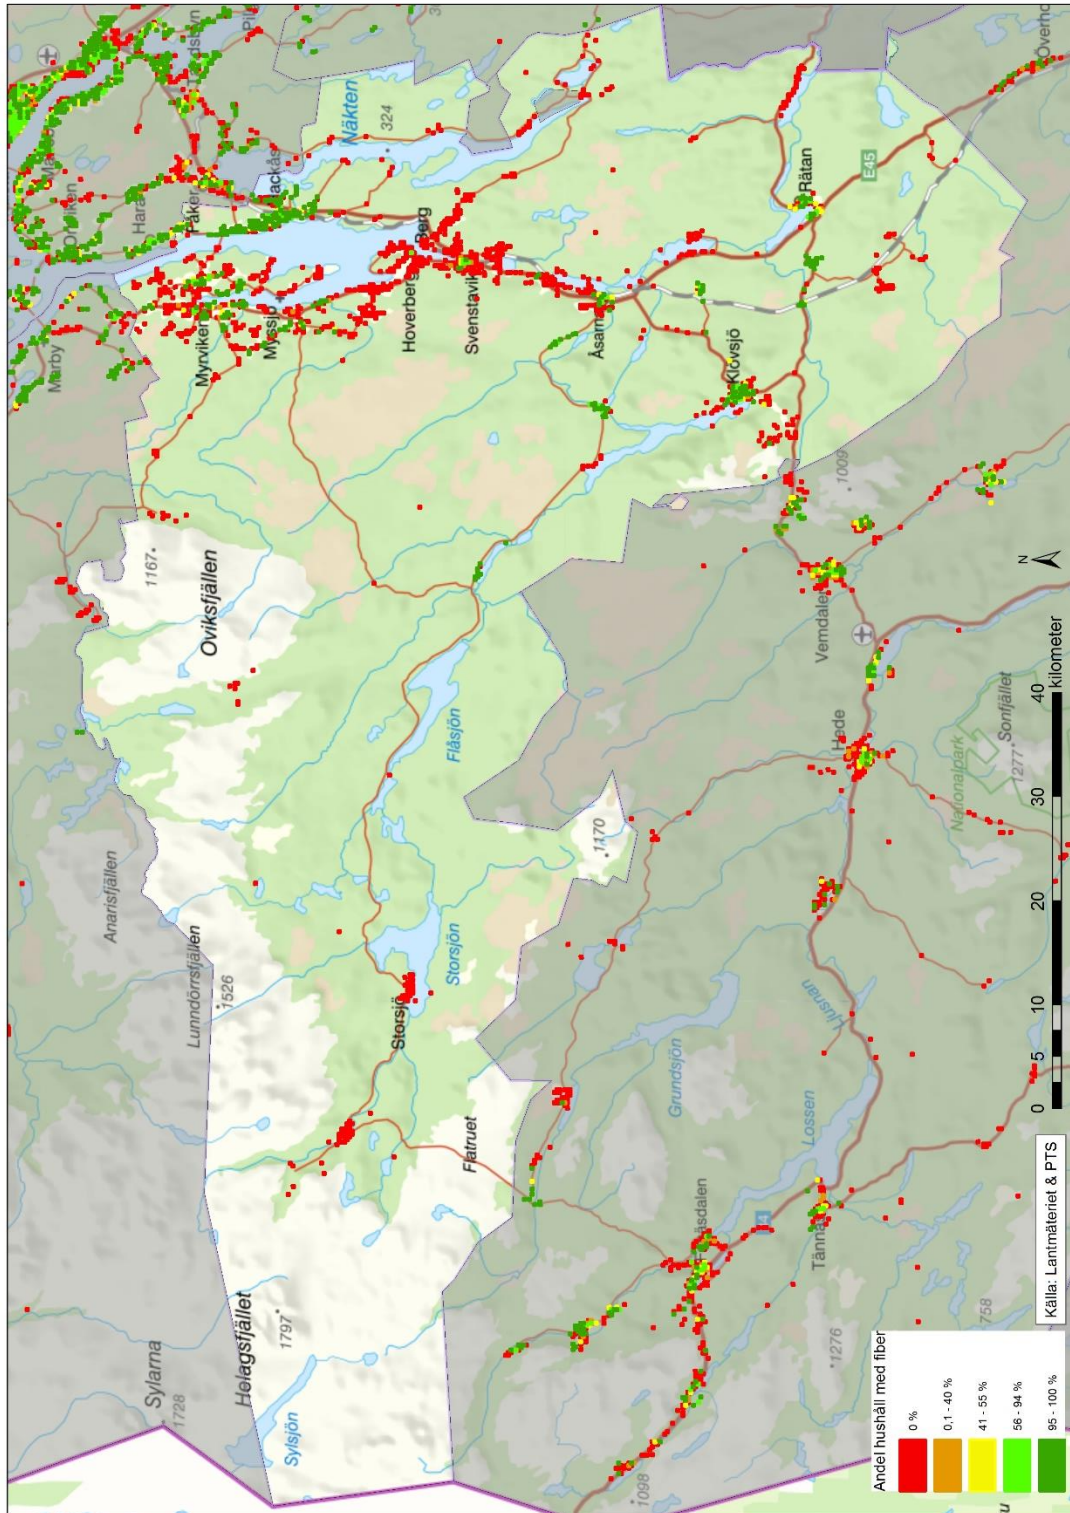 Sylarna
1728
Helagsfjället
1797
Sylsjön
Anarisfjällen
Lunndörrsfjällen
1526
Oviksfjällen
1167
Marby
Myrviken
Myssjö
Hoverberg
Berg
Svenstavik
Åsarna
Klövsjö
Rätan
E45
Näkten
324
Storsjö
Storsjön
Flåsjön
Flatruet
1170
1009
Vemdalen
Hede
Nationalpark
Sonfjället
1277
Grundsjön
Lossen
Ljusnan
1276
758
1098
N
0
5
10
20
30
40
kilometer
Källa: Lantmäteriet & PTS
Andel hushåll med fiber
0 %
0,1 - 40 %
41 - 55 %
56 - 94 %
95 - 100 %